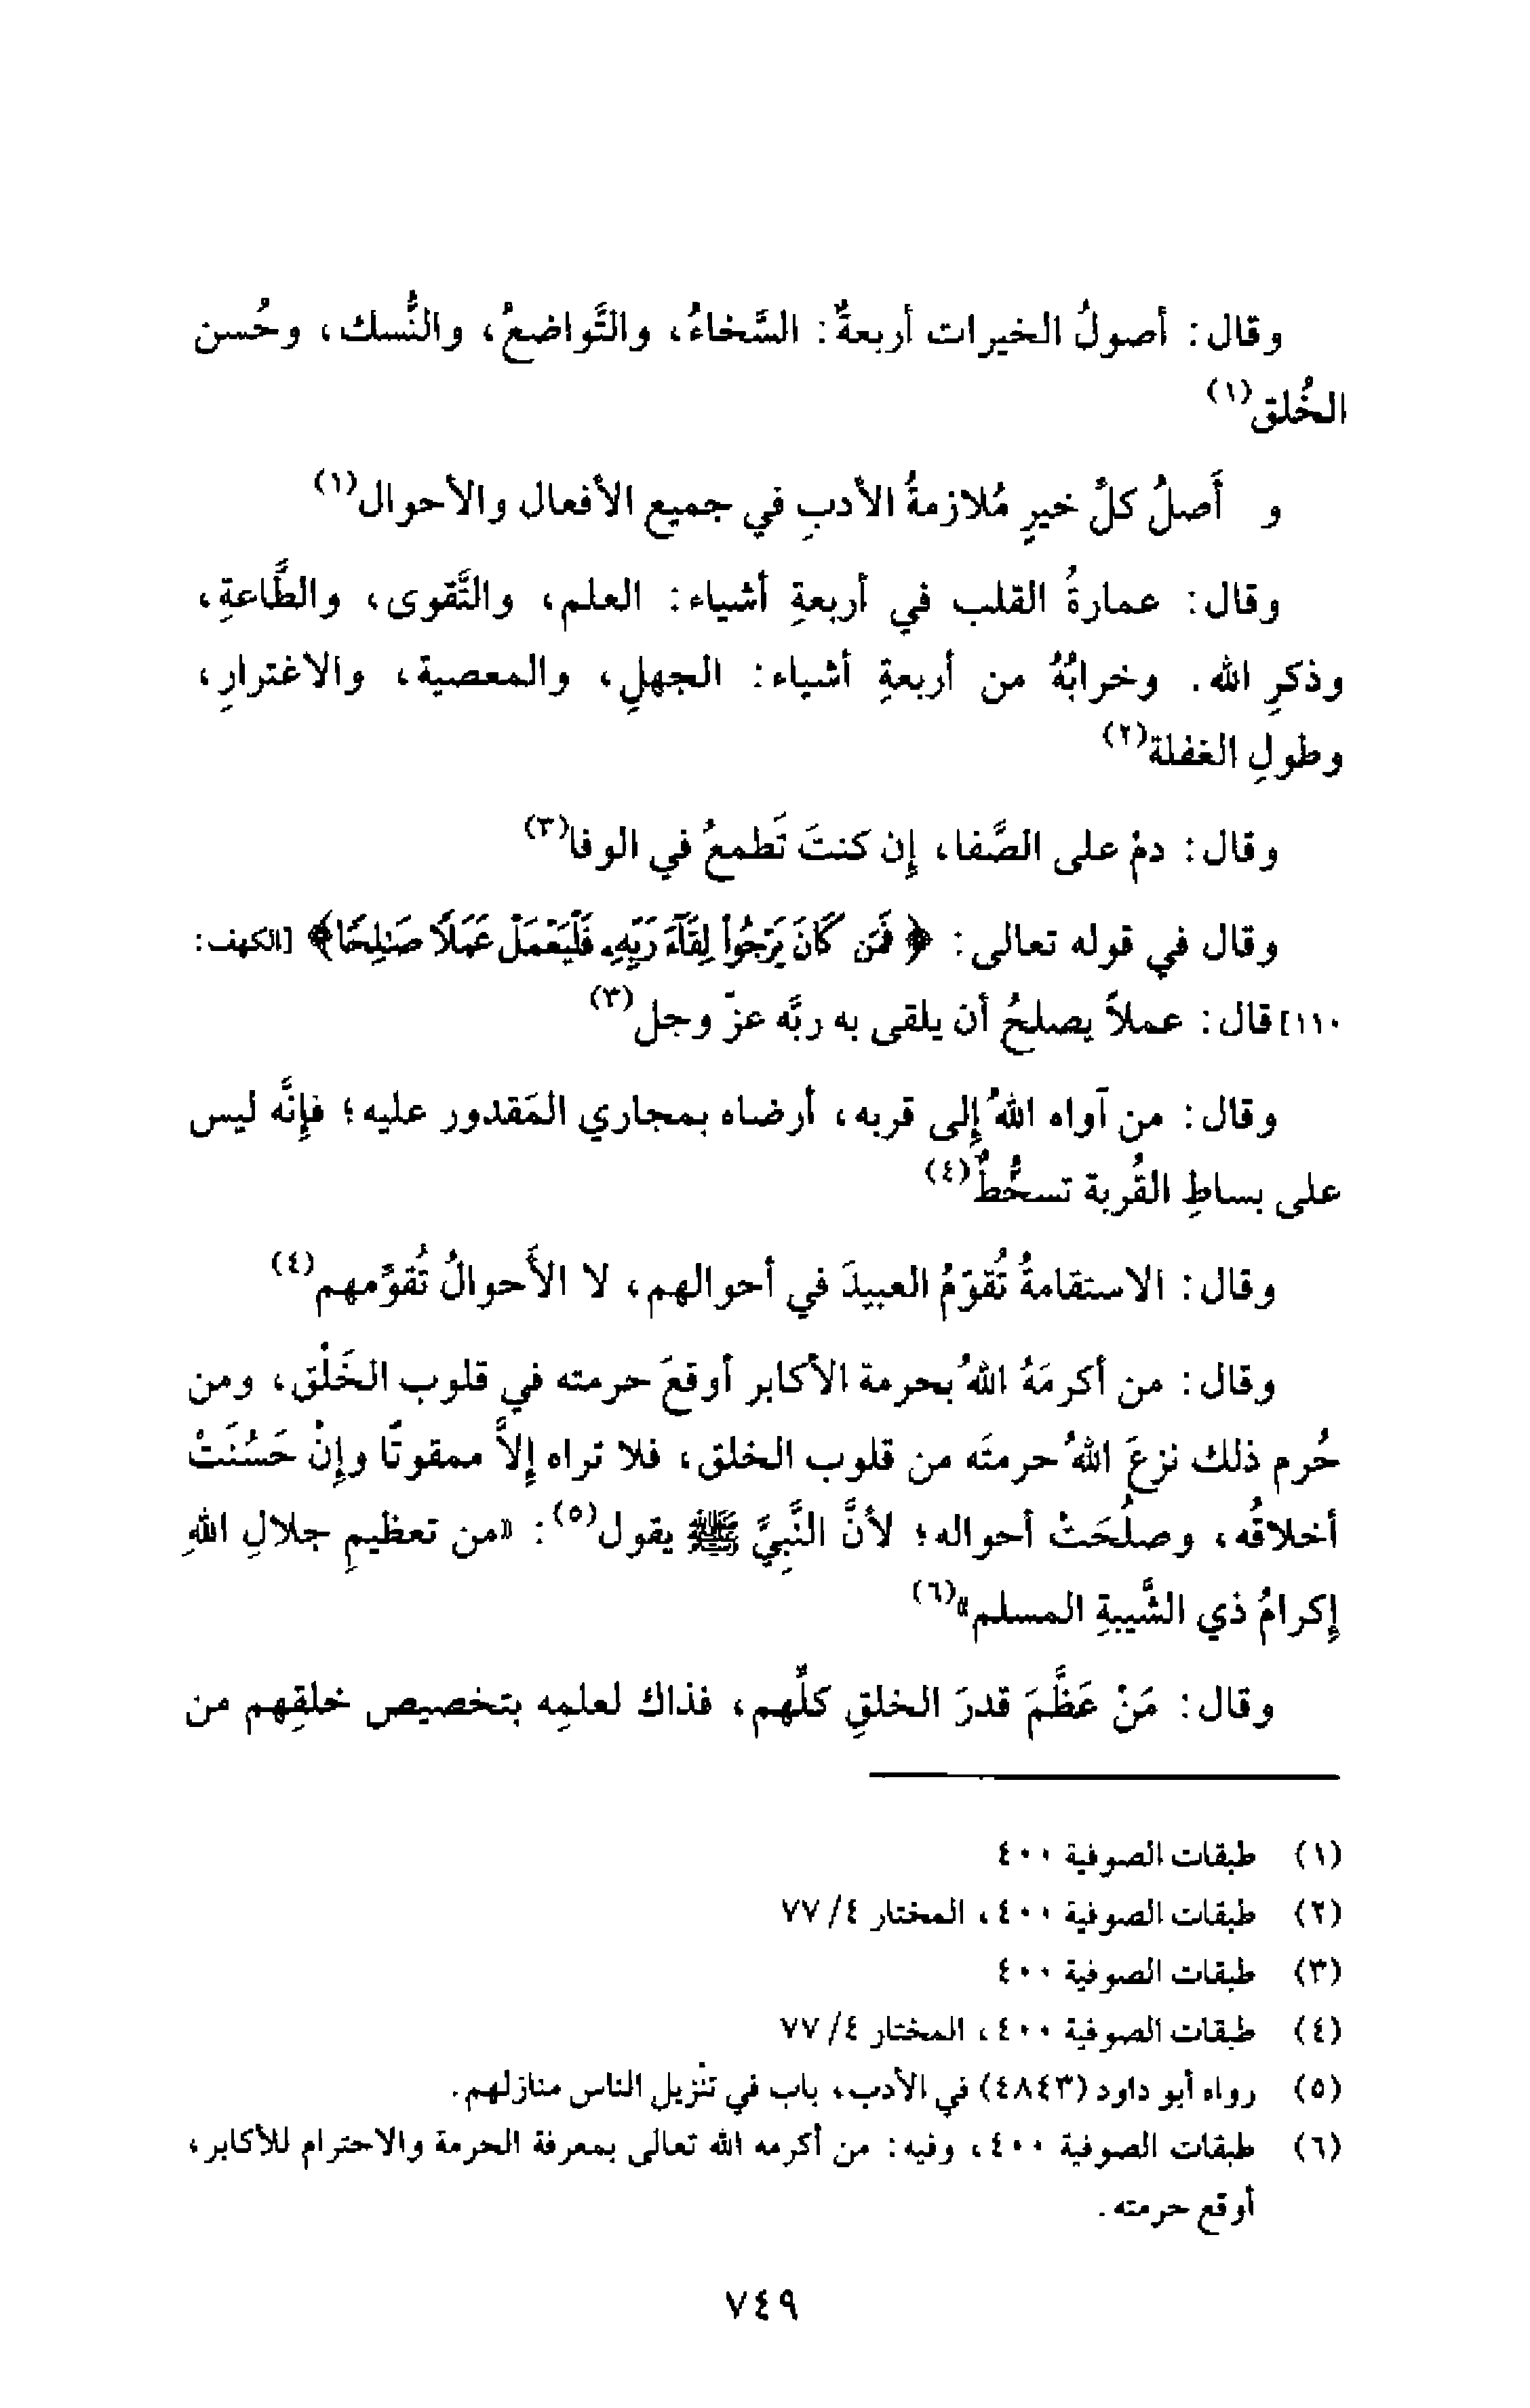 وقال: أصولُ الخيرات أربعةٌ: السَّخاءُ، والتَّواضعُ، والنُّسك، وحُسن
الخُلق(١)
و أَصلُ كلِّ خيرٍ مُلازمةُ الأدبِ في جميع الأفعال والأحوال(١)
وقال: عمارةُ القلب في أربعةِ أشياء: العلم، والتَّقوى، والطَّاعةِ،
وذكرِ الله. وخرابُهُ من أربعةِ أشياء: الجهلِ، والمعصية، والاغترارِ،
وطولِ الغفلة(٢)
وقال: دمْ على الصَّفا، إن كنتَ تَطمعُ في الوفا(٣)
وقال في قوله تعالى: ﴿فَمَن كَانَ يَرْجُوا۟ لِقَآءَ رَبِّهِۦ فَلْيَعْمَلْ عَمَلًا صَـٰلِحًا﴾ [الكهف:
١١٠] قال: عملاً يصلحُ أن يلقى به ربَّه عزّ وجل(٣)
وقال: من آواه اللهُ إلى قربه، أرضاه بمجاري المَقدور عليه؛ فإنَّه ليس
على بساطِ القُربة تسخُّطٌ(٤)
وقال: الاستقامةُ تُقوّمُ العبيدَ في أحوالهم، لا الأَحوالُ تُقوِّمهم(٤)
وقال: من أكرمَهُ اللهُ بحرمة الأكابر أوقعَ حرمته في قلوب الخَلْق، ومن
حُرم ذلك نزعَ اللهُ حرمتَه من قلوب الخلق، فلا تراه إلاَّ ممقوتًا وإنْ حَسُنَتْ
أخلاقُه، وصلُحَتْ أحواله؛ لأنَّ النَّبِيَّ ﷺ يقول(٥): «من تعظيمِ جلالِ اللهِ
إكرامُ ذي الشَّيبةِ المسلم»(٦)
وقال: مَنْ عَظَّمَ قدرَ الخلقِ كلِّهم، فذاك لعلمِه بتخصيص خلقِهم من
(١) طبقات الصوفية ٤٠٠
(٢) طبقات الصوفية ٤٠٠، المختار ٤/ ٧٧
(٣) طبقات الصوفية ٤٠٠
(٤) طبقات الصوفية ٤٠٠، المختار ٤/ ٧٧
(٥) رواه أبو داود (٤٨٤٣) في الأدب، باب في تنْزيل الناس منازلهم.
(٦) طبقات الصوفية ٤٠٠، وفيه: من أكرمه الله تعالى بمعرفة الحرمة والاحترام للأكابر،
أوقع حرمته.
٧٤٩